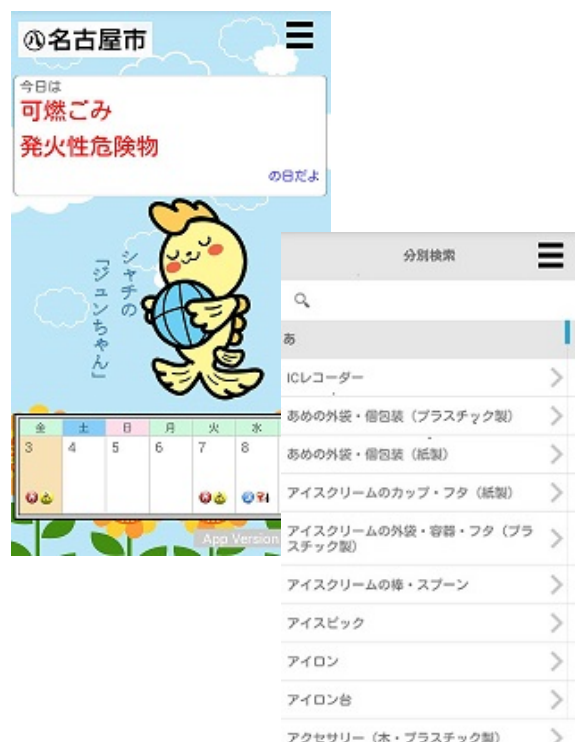 名古屋市
今日は
可燃ごみ
発火性危険物
の日だよ
シャチの
「ジュンちゃん」
金 土 日 月 火 水
3 4 5 6 7 8
App Version
分別検索
あ
ICレコーダー
あめの外袋・個包装(プラスチック製)
あめの外袋・個包装(紙製)
アイスクリームのカップ・フタ(紙製)
アイスクリームの外袋・容器・フタ(プラ
スチック製)
アイスクリームの棒・スプーン
アイスピック
アイロン
アイロン台
アクセサリー(木・プラスチック製)